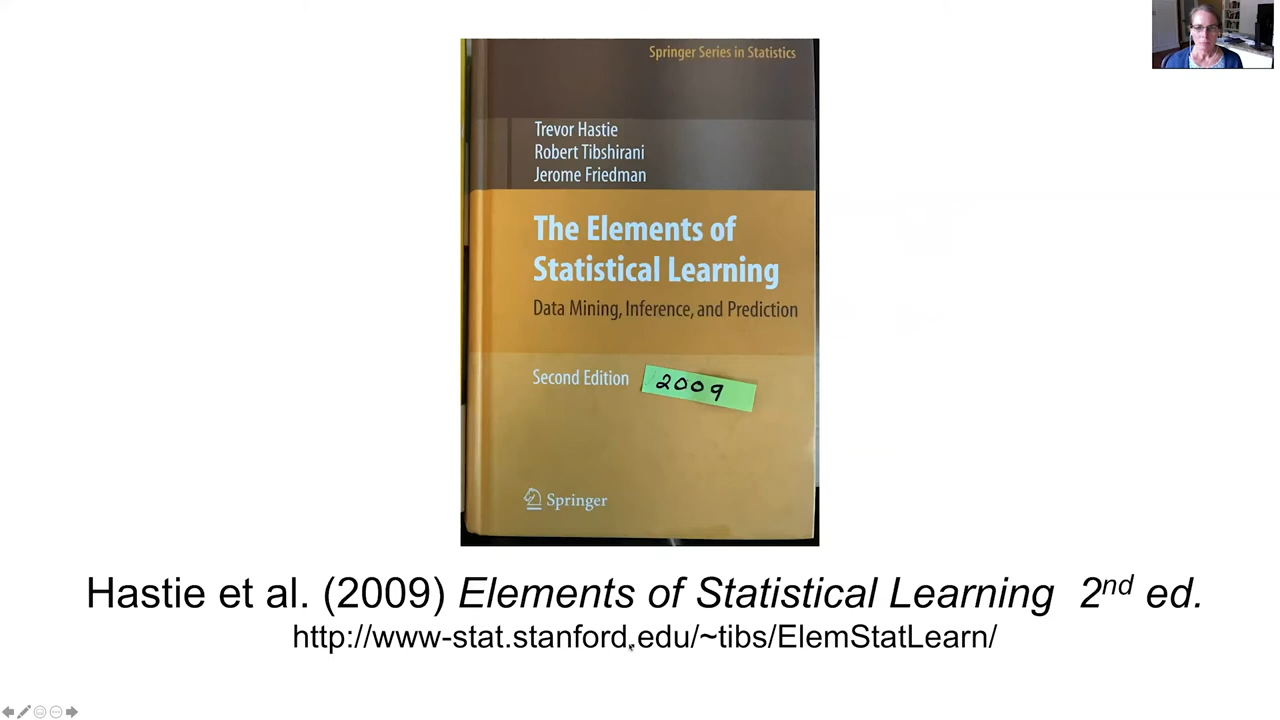 Springer Series in Statistics
Trevor Hastie
Robert Tibshirani
Jerome Friedman
The Elements of
Statistical Learning
Data Mining, Inference, and Prediction
Second Edition 2009
Springer
Hastie et al. (2009) Elements of Statistical Learning 2nd ed.
http://www-stat.stanford.edu/~tibs/ElemStatLearn/